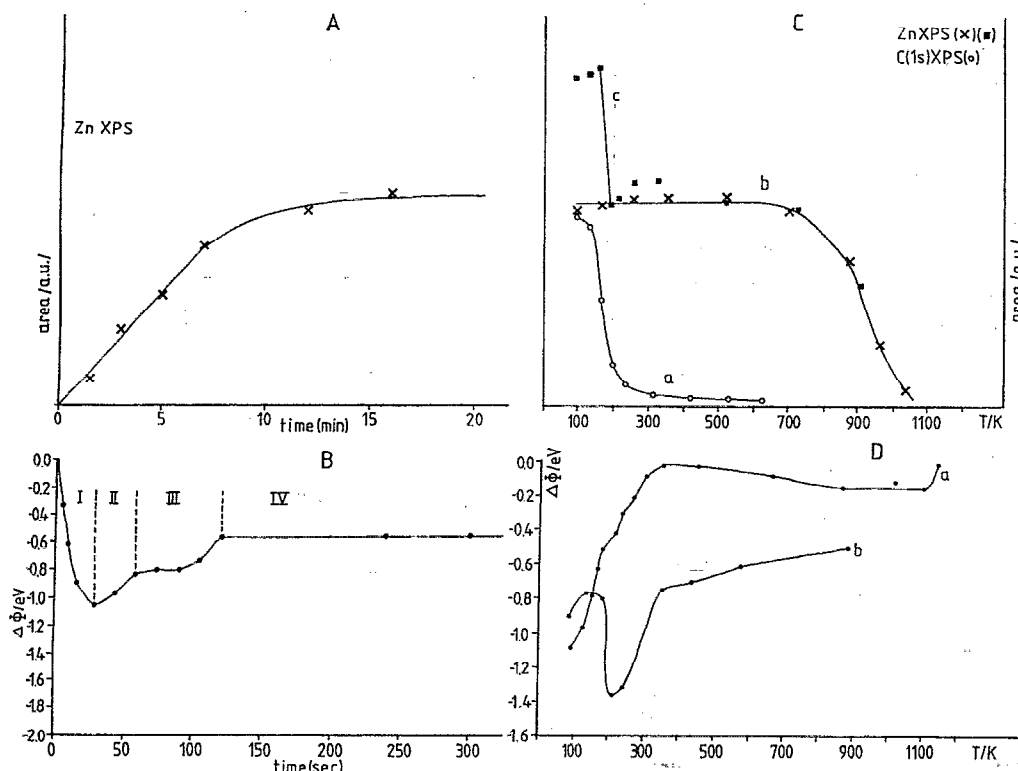 A
Zn XPS
area /a.u./
0 5 10 15 20
time(min)
C
ZnXPS(×)(■)
C(1s)XPS(o)
c
b
a
100 300 500 700 900 1100 T/K
area /a.u./
B
I II III IV
0.0
-0.2
-0.4
-0.6
-0.8
-1.0
-1.2
-1.4
-1.6
-1.8
-2.0
ΔΦ/eV
0 50 100 150 200 250 300
time(sec)
D
0.0
-0.2
-0.4
-0.6
-0.8
-1.0
-1.2
-1.4
-1.6
ΔΦ/eV
a
b
100 300 500 700 900 1100 T/K